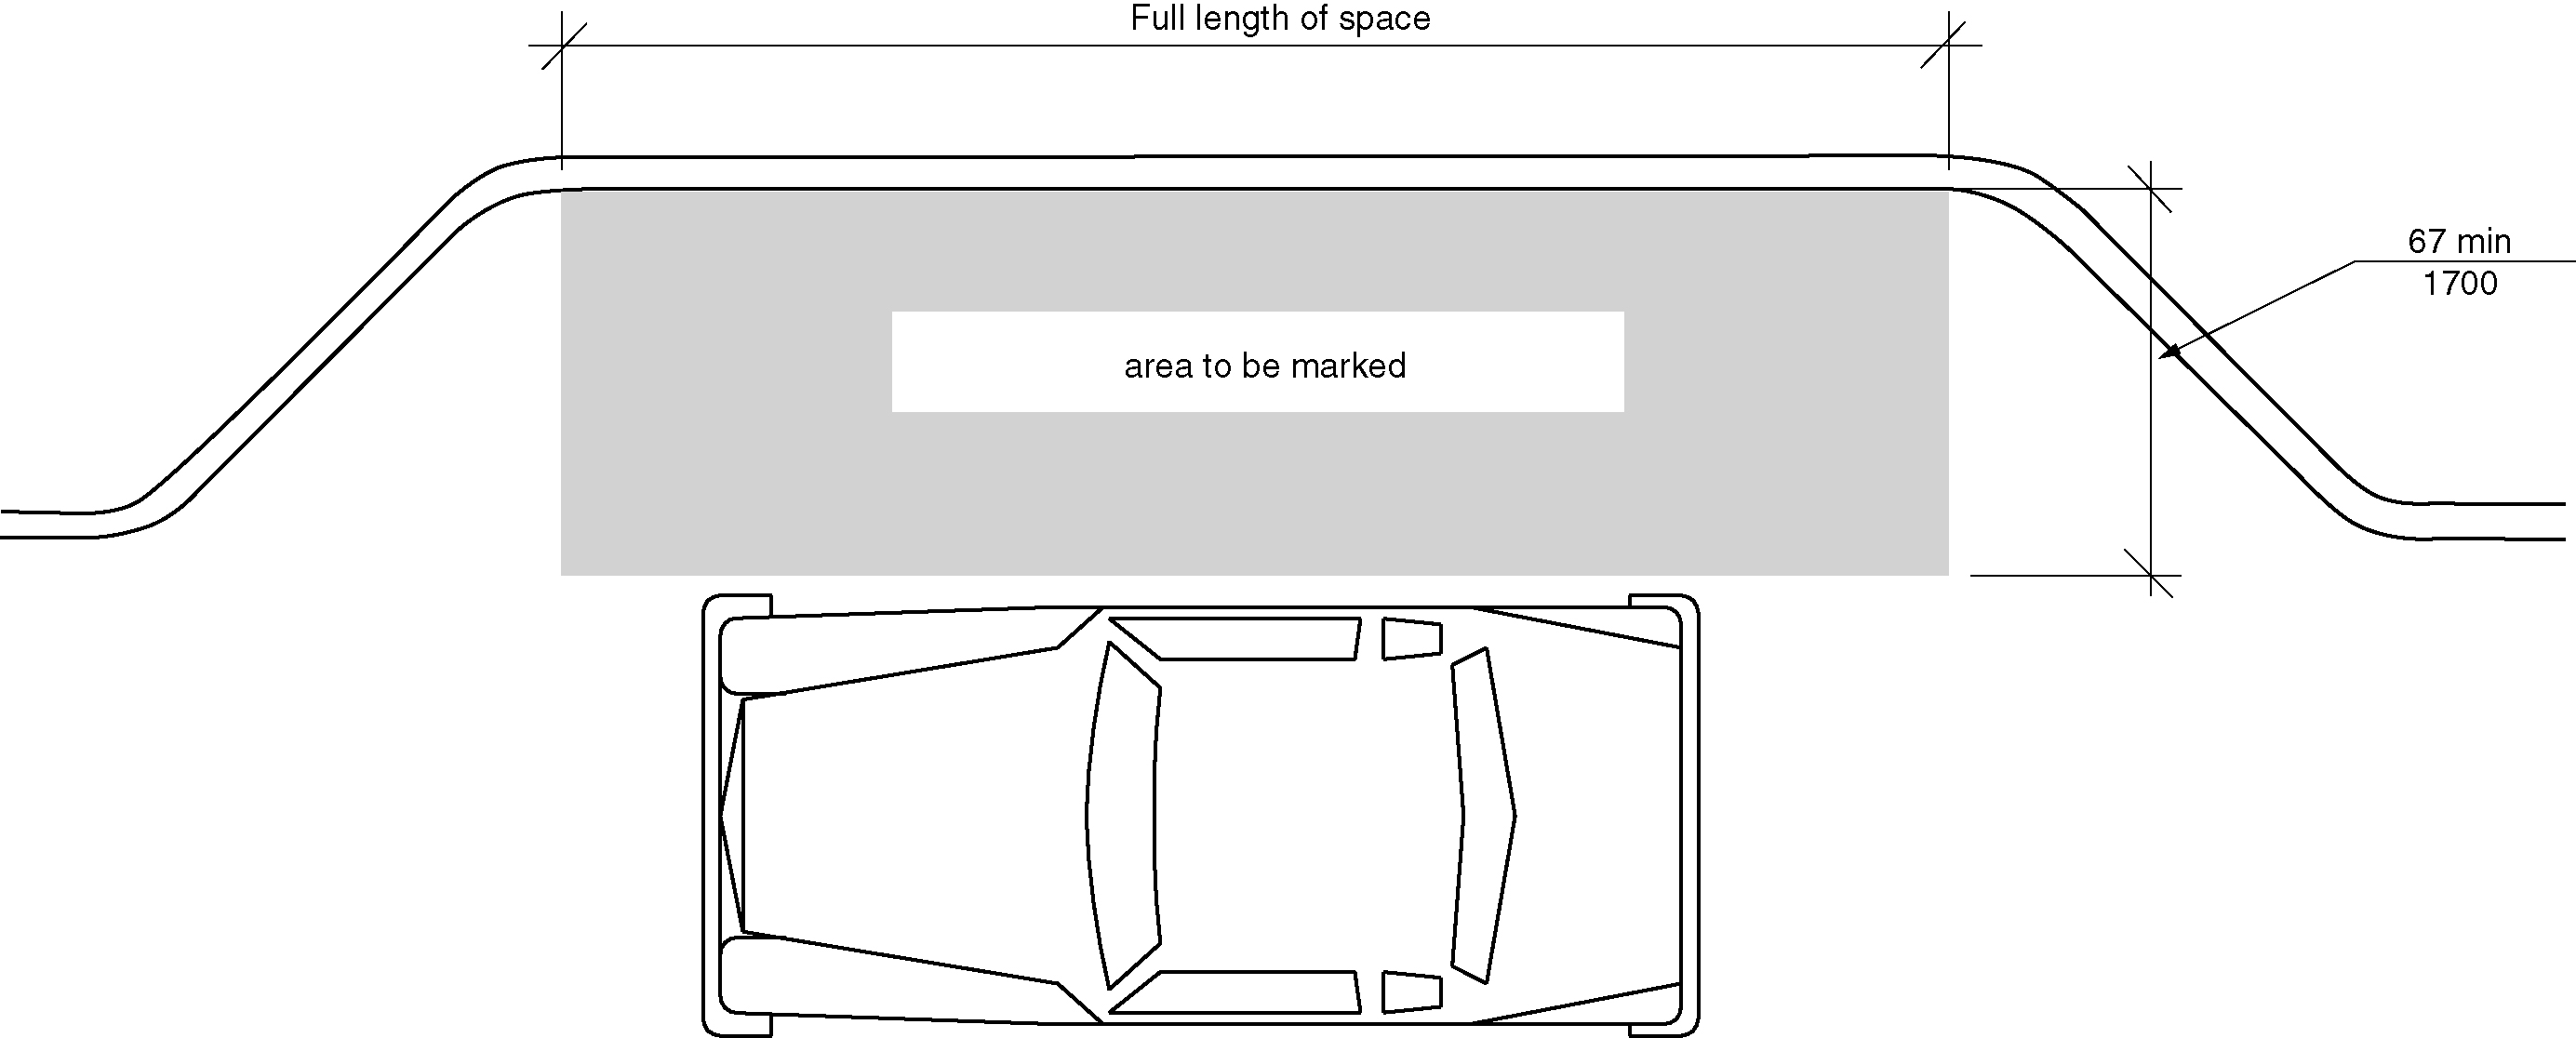 Full length of space
67 min
1700
area to be marked